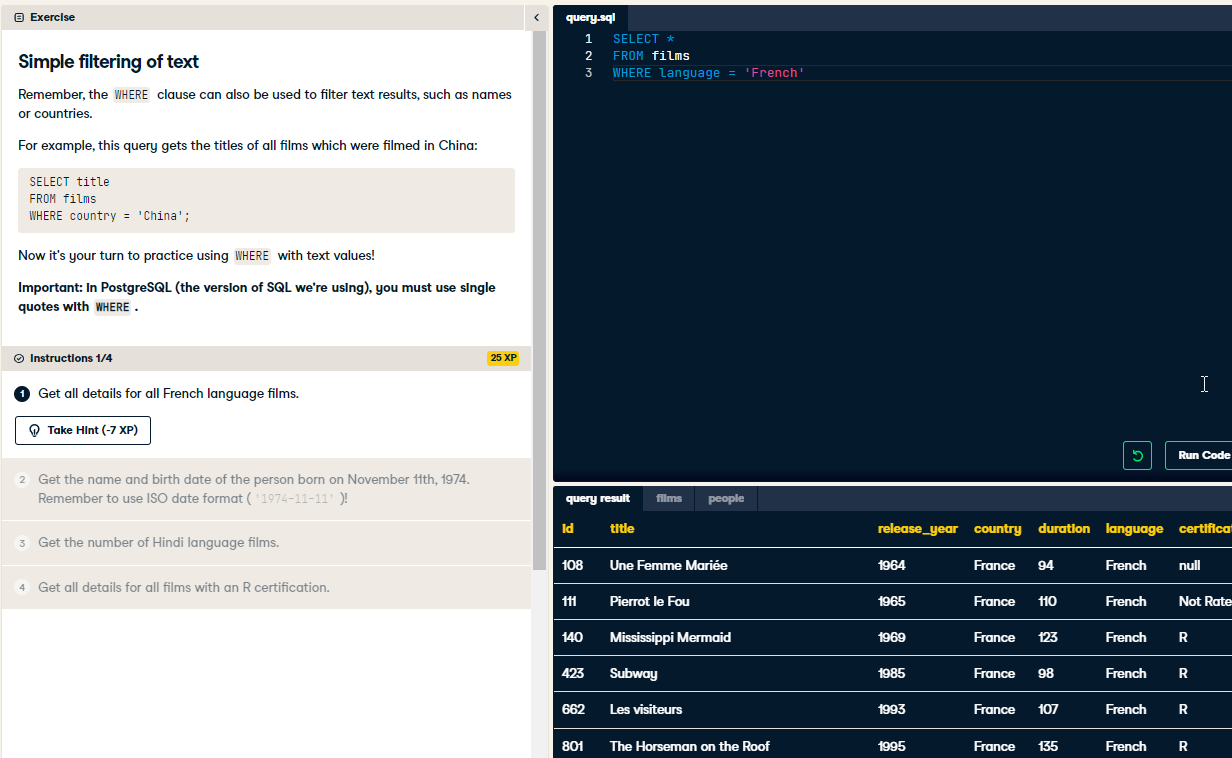 Exercise
Simple filtering of text
Remember, the WHERE clause can also be used to filter text results, such as names
or countries.
For example, this query gets the titles of all films which were filmed in China:
SELECT title
FROM films
WHERE country = 'China';
Now it's your turn to practice using WHERE with text values!
Important: in PostgreSQL (the version of SQL we're using), you must use single
quotes with WHERE .
Instructions 1/4
25 XP
1 Get all details for all French language films.
Take Hint (-7 XP)
2 Get the name and birth date of the person born on November 11th, 1974.
Remember to use ISO date format ( '1974-11-11' )!
3 Get the number of Hindi language films.
4 Get all details for all films with an R certification.
query.sql
1 SELECT *
2 FROM films
3 WHERE language = 'French'
Run Code
query result films people
id title release_year country duration language certificat
108 Une Femme Mariée 1964 France 94 French null
111 Pierrot le Fou 1965 France 110 French Not Rate
140 Mississippi Mermaid 1969 France 123 French R
423 Subway 1985 France 98 French R
662 Les visiteurs 1993 France 107 French R
801 The Horseman on the Roof 1995 France 135 French R